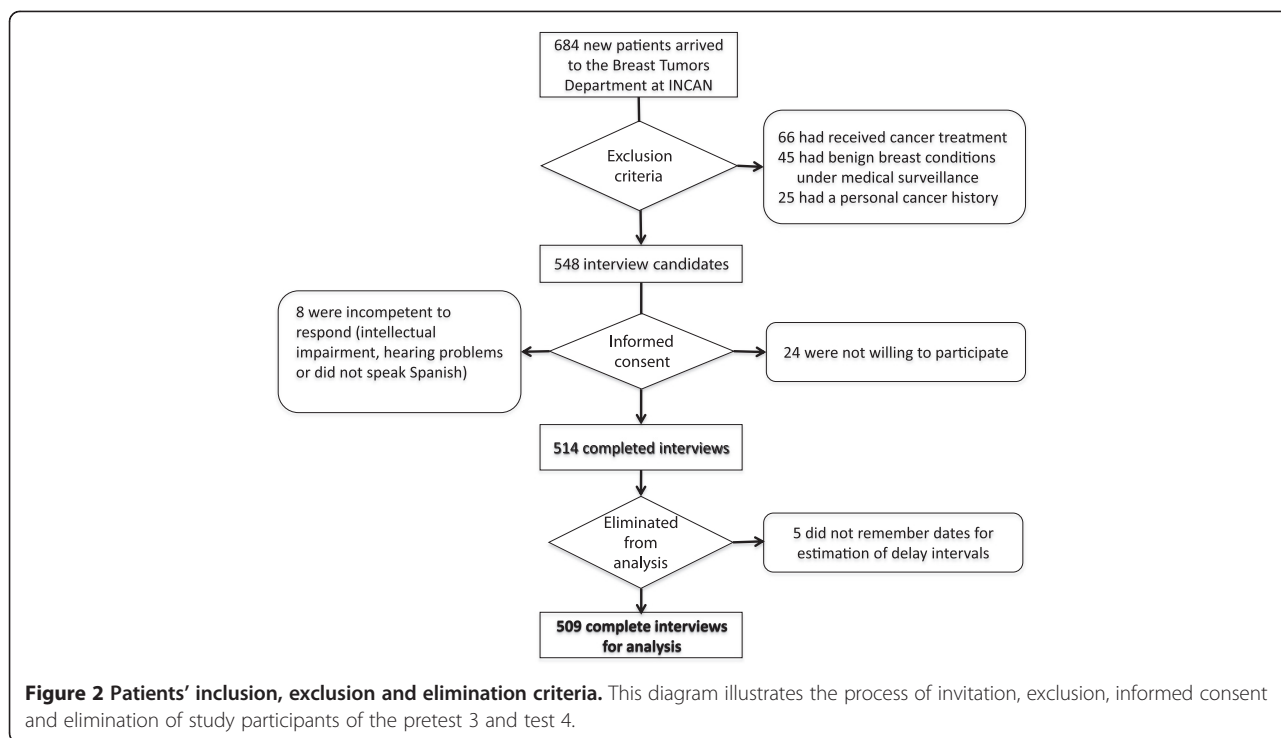 684 new patients arrived
to the Breast Tumors
Department at INCAN
Exclusion
criteria
66 had received cancer treatment
45 had benign breast conditions
under medical surveillance
25 had a personal cancer history
548 interview candidates
8 were incompetent to
respond (intellectual
impairment, hearing problems
or did not speak Spanish)
Informed
consent
24 were not willing to participate
514 completed interviews
Eliminated
from
analysis
5 did not remember dates for
estimation of delay intervals
509 complete interviews
for analysis
Figure 2 Patients’ inclusion, exclusion and elimination criteria. This diagram illustrates the process of invitation, exclusion, informed consent
and elimination of study participants of the pretest 3 and test 4.